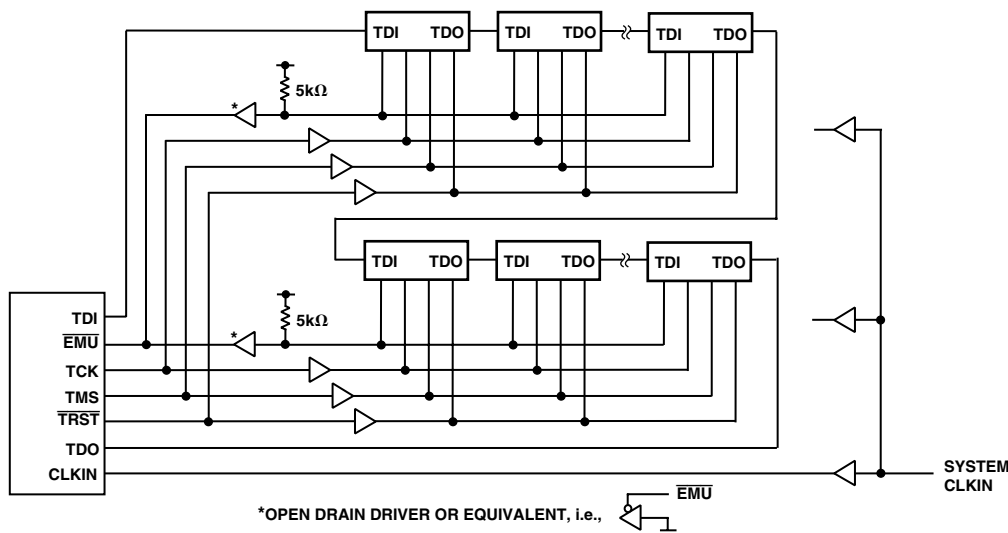 TDI TDO TDI TDO TDI TDO
5kΩ
*
TDI TDO TDI TDO TDI TDO
5kΩ
*
TDI
EMU
TCK
TMS
TRST
TDO
CLKIN
SYSTEM
CLKIN
EMU
*OPEN DRAIN DRIVER OR EQUIVALENT, i.e.,